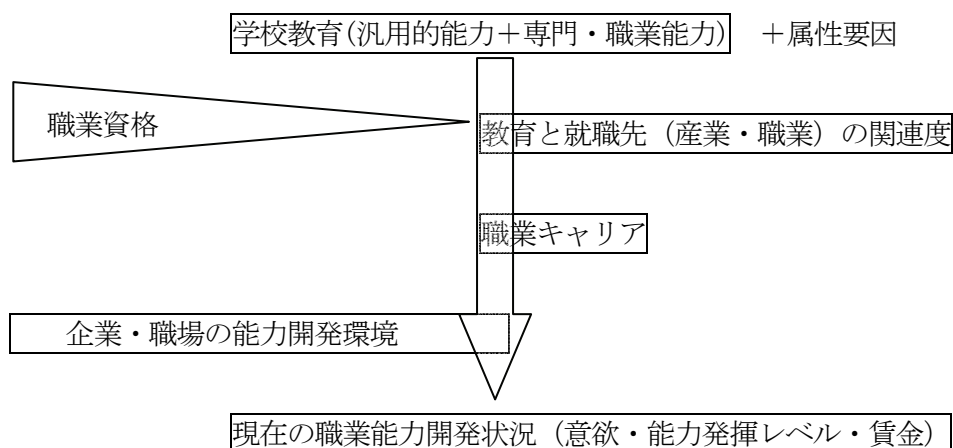 学校教育(汎用的能力+専門・職業能力) +属性要因
職業資格
教育と就職先(産業・職業)の関連度
職業キャリア
企業・職場の能力開発環境
現在の職業能力開発状況(意欲・能力発揮レベル・賃金)